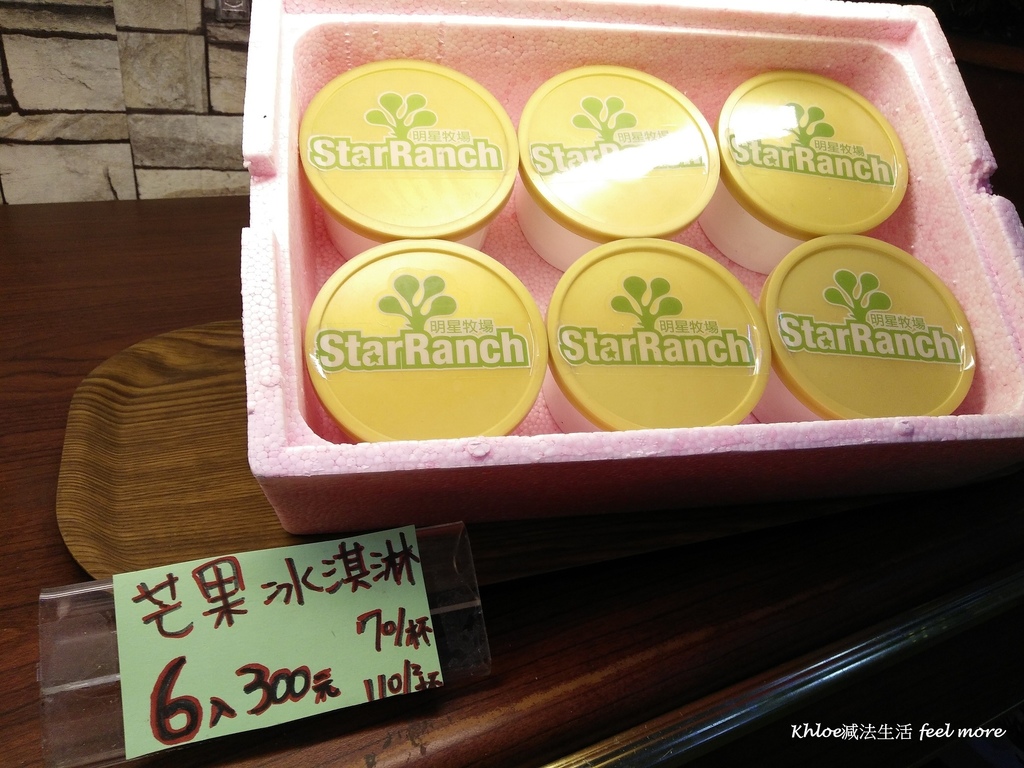 明星牧場
StarRanch
明星牧場
StarRanch
明星牧場
StarRanch
明星牧場
StarRanch
明星牧場
StarRanch
明星牧場
StarRanch
芒果冰淇淋
70/杯
6入300元
110/2杯
Khloe減法生活 feel more